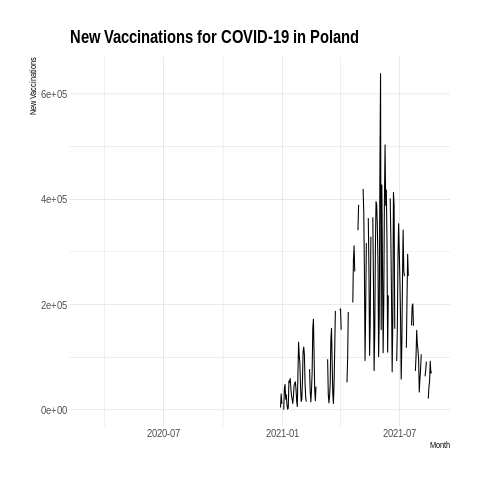 New Vaccinations for COVID-19 in Poland
New Vaccinations
6e+05
4e+05
2e+05
0e+00
2020-07
2021-01
2021-07
Month